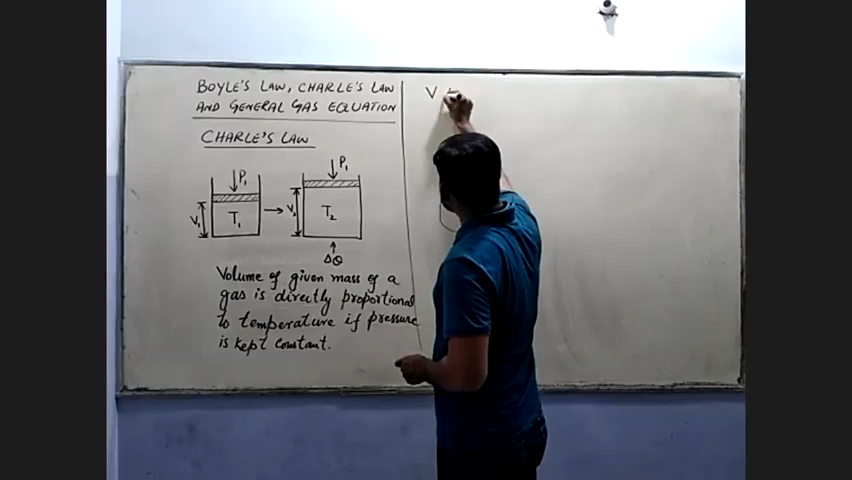 BOYLE'S LAW, CHARLE'S LAW
AND GENERAL GAS EQUATION
CHARLE'S LAW
P₁
V₁
T₁
P₁
V₂
T₂
ΔQ
Volume of given mass of a
gas is directly proportional
to temperature if pressure
is kept constant.
V